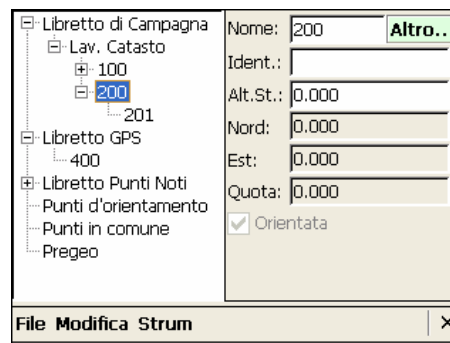 Libretto di Campagna
Lav. Catasto
100
200
201
Libretto GPS
400
Libretto Punti Noti
Punti d'orientamento
Punti in comune
Pregeo
Nome: 200 Altro..
Ident.:
Alt.St.: 0.000
Nord: 0.000
Est: 0.000
Quota: 0.000
Orientata
File Modifica Strum